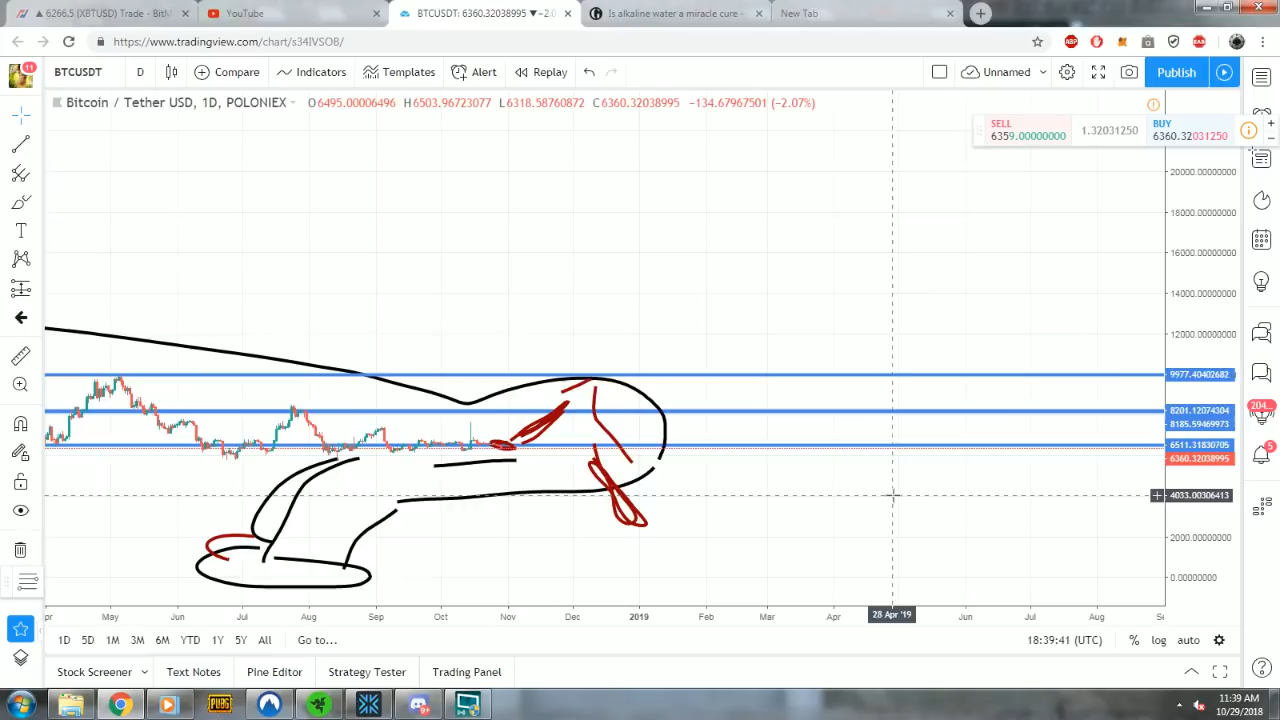 6266.5 (XBTUSD) Trade - BitM
YouTube
BTCUSDT: 6360.32038995 ▼−2.0
Is alkaline water a miracle cure -
New Tab
https://www.tradingview.com/chart/s34IVSOB/
11
BTCUSDT
D
Compare
Indicators
Templates
Alert
Replay
Unnamed
Publish
Bitcoin / Tether USD, 1D, POLONIEX
O6495.00006496 H6503.96723077 L6318.58760872 C6360.32038995 −134.67967501 (−2.07%)
SELL
6359.00000000
1.32031250
BUY
6360.32031250
20000.00000000
18000.00000000
16000.00000000
14000.00000000
12000.00000000
9977.40402682
8201.12074304
8185.59469973
6511.31830705
6360.32038995
4033.00306413
2000.00000000
0.00000000
204...
5
May Jun Jul Aug Sep Oct Nov Dec 2019 Feb Mar Apr 28 Apr '19 Jun Jul Aug
1D 5D 1M 3M 6M YTD 1Y 5Y All Go to...
18:39:41 (UTC) % log auto
Stock Screener Text Notes Pine Editor Strategy Tester Trading Panel
PUBG
11:39 AM
10/29/2018